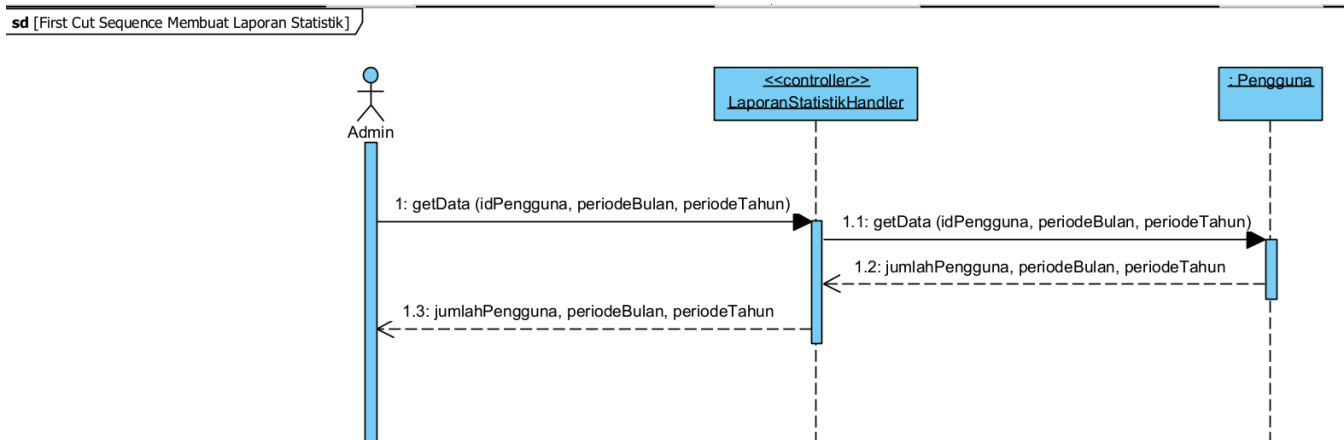 sd [First Cut Sequence Membuat Laporan Statistik]
Admin
<<controller>>
LaporanStatistikHandler
: Pengguna
1: getData (idPengguna, periodeBulan, periodeTahun)
1.1: getData (idPengguna, periodeBulan, periodeTahun)
1.2: jumlahPengguna, periodeBulan, periodeTahun
1.3: jumlahPengguna, periodeBulan, periodeTahun